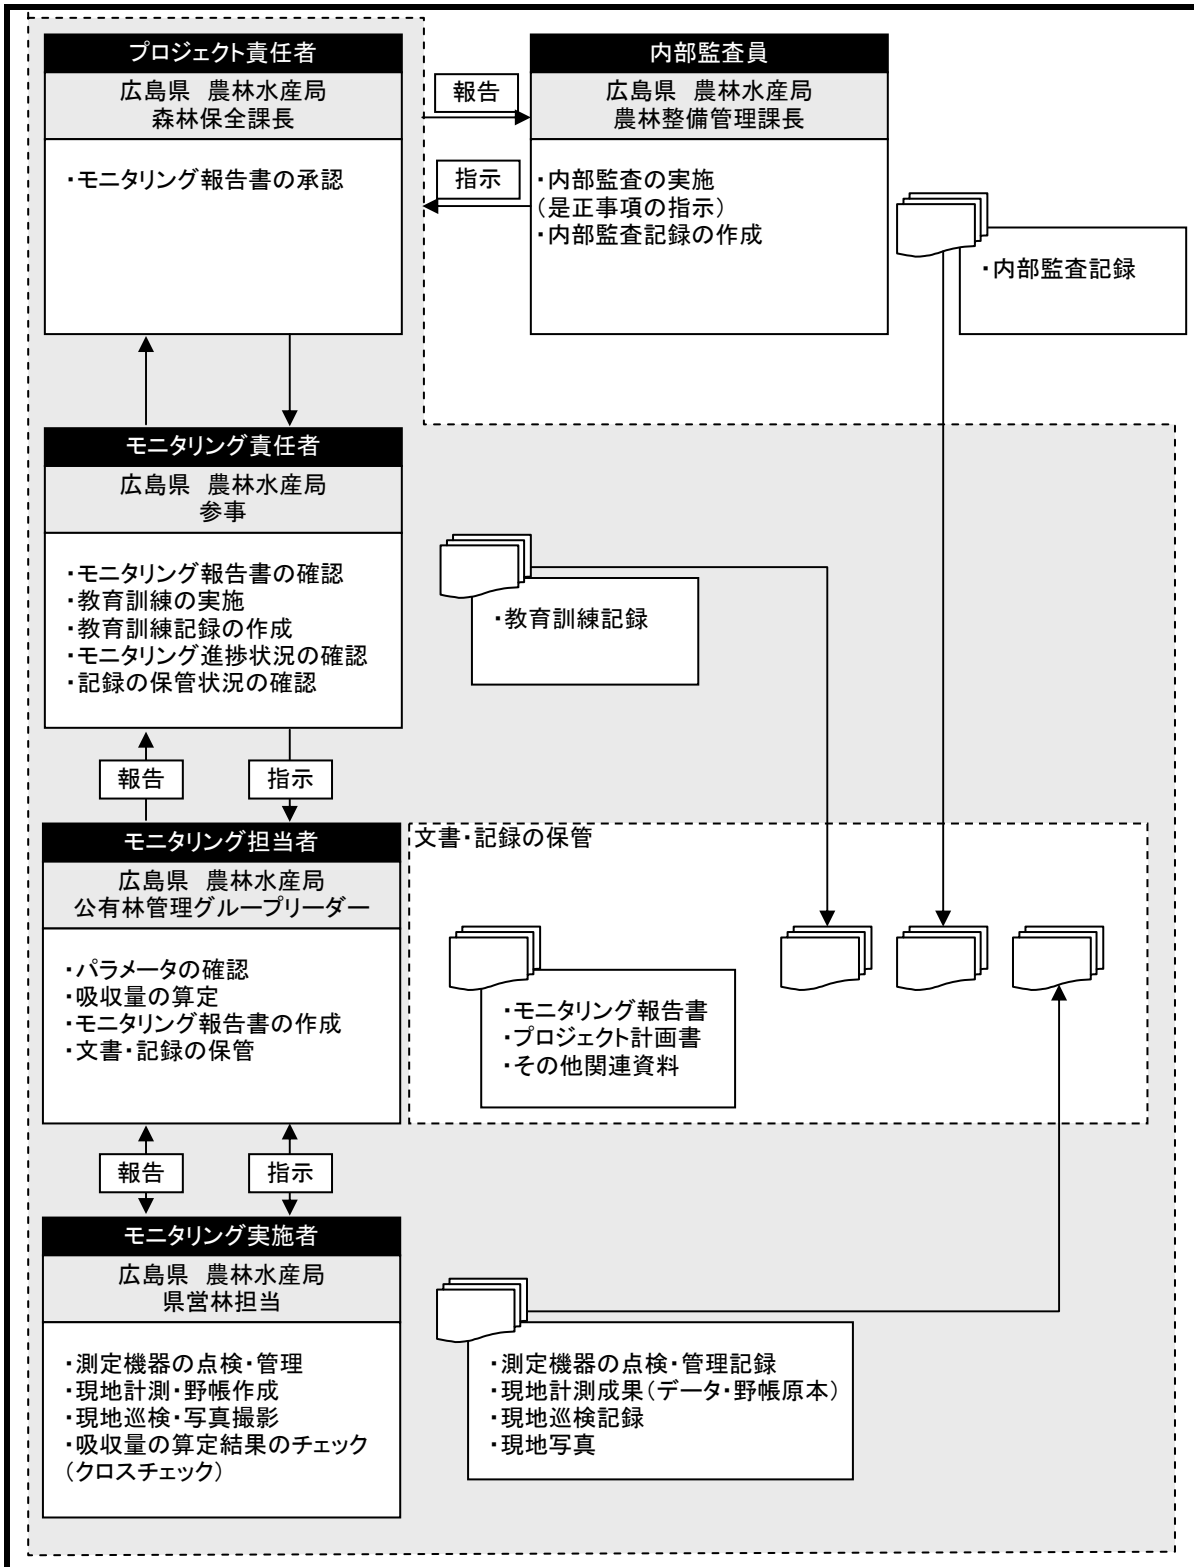 プロジェクト責任者
広島県　農林水産局
森林保全課長
・モニタリング報告書の承認
報告
指示
内部監査員
広島県　農林水産局
農林整備管理課長
・内部監査の実施
(是正事項の指示)
・内部監査記録の作成
・内部監査記録
モニタリング責任者
広島県　農林水産局
参事
・モニタリング報告書の確認
・教育訓練の実施
・教育訓練記録の作成
・モニタリング進捗状況の確認
・記録の保管状況の確認
・教育訓練記録
報告
指示
モニタリング担当者
広島県　農林水産局
公有林管理グループリーダー
・パラメータの確認
・吸収量の算定
・モニタリング報告書の作成
・文書・記録の保管
文書・記録の保管
・モニタリング報告書
・プロジェクト計画書
・その他関連資料
報告
指示
モニタリング実施者
広島県　農林水産局
県営林担当
・測定機器の点検・管理
・現地計測・野帳作成
・現地巡検・写真撮影
・吸収量の算定結果のチェック
(クロスチェック)
・測定機器の点検・管理記録
・現地計測成果(データ・野帳原本)
・現地巡検記録
・現地写真